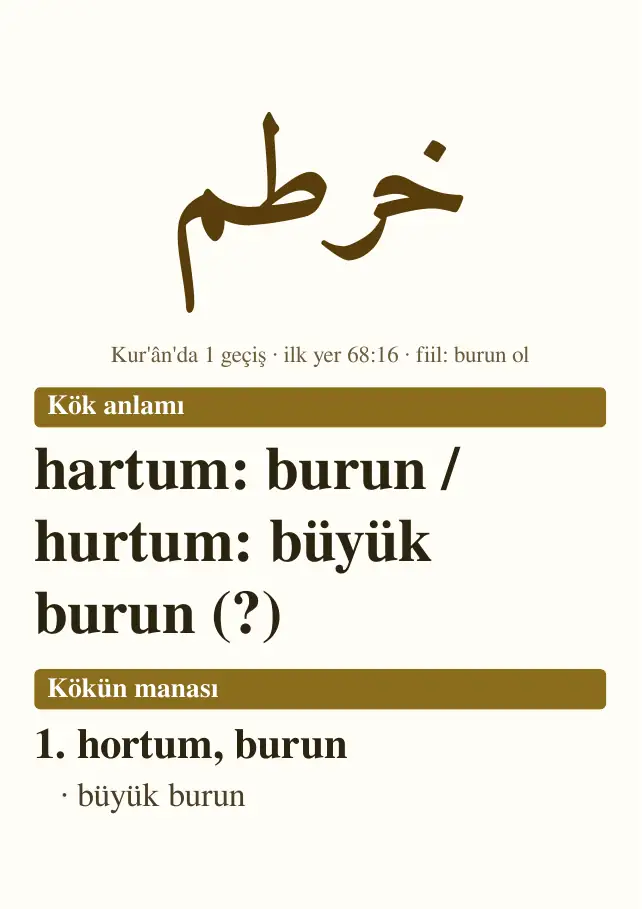 خرطم
Kur'ân'da 1 geçiş · ilk yer 68:16 · fiil: burun ol
Kök anlamı
hartum: burun /
hurtum: büyük
burun (?)
Kökün manası
1. hortum, burun
· büyük burun